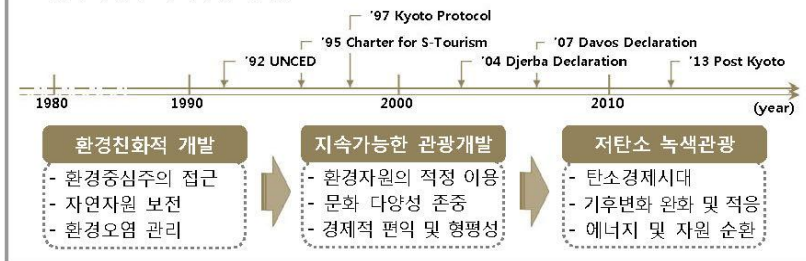 '97 Kyoto Protocol
'95 Charter for S-Tourism
'07 Davos Declaration
'92 UNCED
'04 Djerba Declaration
'13 Post Kyoto
1980
1990
2000
2010
(year)
환경친화적 개발
- 환경중심주의 접근
- 자연자원 보전
- 환경오염 관리
지속가능한 관광개발
- 환경자원의 적정 이용
- 문화 다양성 존중
- 경제적 편익 및 형평성
저탄소 녹색관광
- 탄소경제시대
- 기후변화 완화 및 적응
- 에너지 및 자원 순환